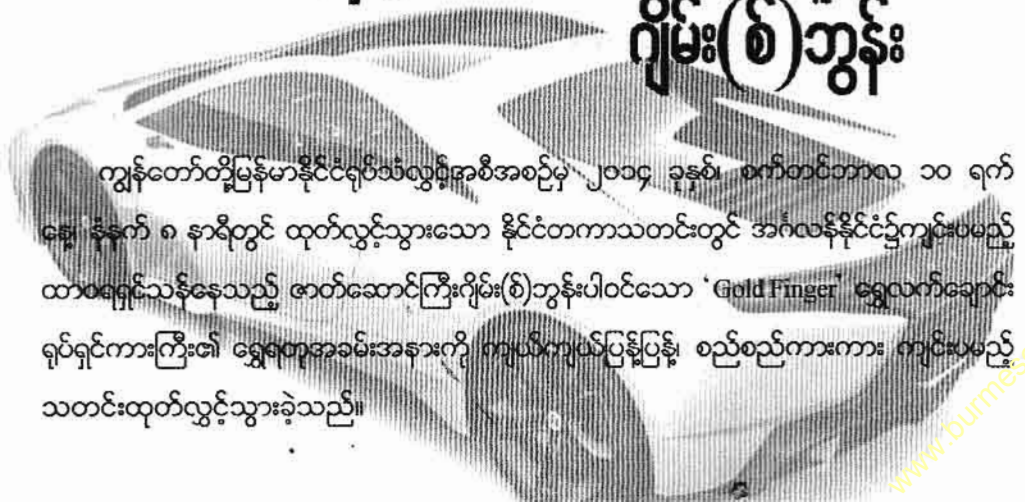 ဂျိမ်း(စ်)ဘွန်း
ကျွန်တော်တို့မြန်မာနိုင်ငံရုပ်သံလွှင့်အစီအစဉ်မှ ၂၀၁၄ ခုနှစ်၊ စက်တင်ဘာလ ၁၀ ရက်
နေ့၊ နံနက် ၈ နာရီတွင် ထုတ်လွှင့်သွားသော နိုင်ငံတကာသတင်းတွင် အင်္ဂလန်နိုင်ငံ၌ကျင်းပမည့်
ထာဝရရှင်သန်နေသည့် ဇာတ်ဆောင်ကြီးဂျိမ်း(စ်)ဘွန်းပါဝင်သော 'Gold Finger' ရွှေလက်ချောင်း
ရုပ်ရှင်ကားကြီး၏ ရွှေရတုအခမ်းအနားကို ကျယ်ကျယ်ပြန့်ပြန့်၊ စည်စည်ကားကား ကျင်းပမည့်
သတင်းထုတ်လွှင့်သွားခဲ့သည်။